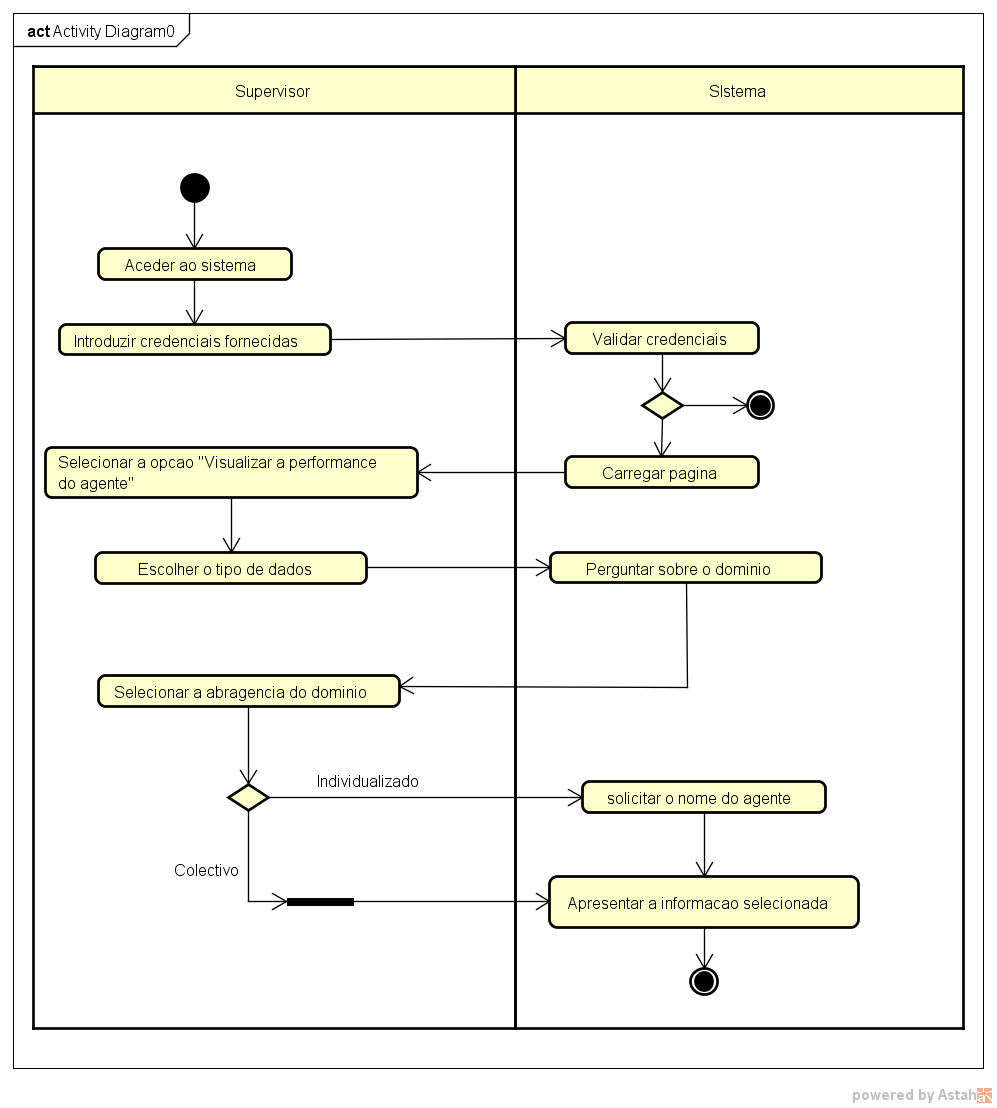 act Activity Diagram0
Supervisor
SIstema
Aceder ao sistema
Introduzir credenciais fornecidas
Validar credenciais
Selecionar a opcao "Visualizar a performance
do agente"
Carregar pagina
Escolher o tipo de dados
Perguntar sobre o dominio
Selecionar a abragencia do dominio
Individualizado
solicitar o nome do agente
Colectivo
Apresentar a informacao selecionada
powered by Astah